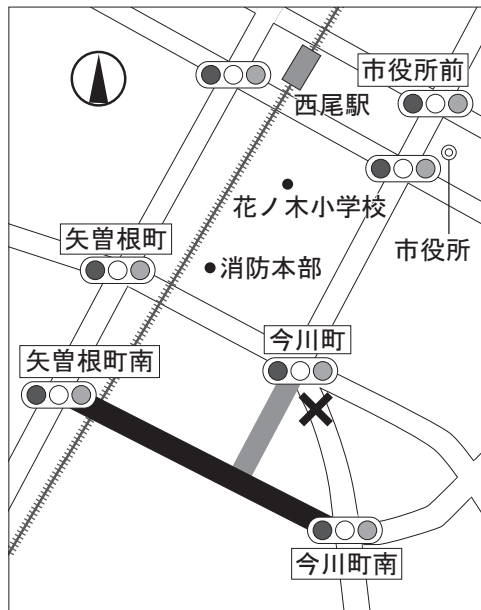 市役所前
西尾駅
花ノ木小学校
市役所
矢曽根町
消防本部
今川町
矢曽根町南
今川町南